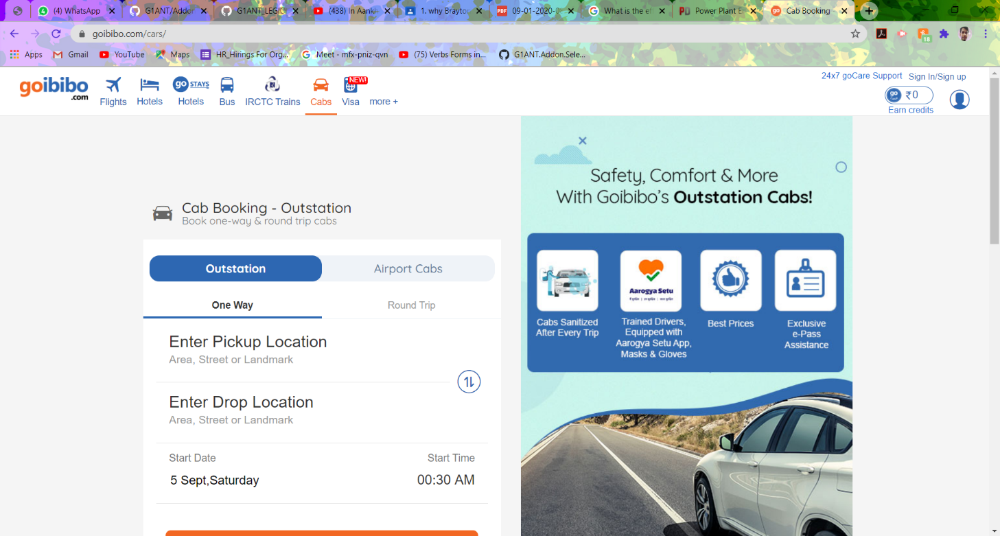 (4) WhatsApp
G1ANT/Addon
G1ANT_LEGIC
(438) In Aankh
1. why Brayton
PDF
09-01-2020-0
What is the ef
Power Plant En
Cab Booking -
goibibo.com/cars/
18
Apps
Gmail
YouTube
Maps
HR_Hirings For Org...
Meet - mfx-pniz-qvn
(75) Verbs Forms in...
G1ANT.Addon.Sele...
goibibo
.com
Flights
Hotels
go STAYS
Hotels
Bus
IRCTC Trains
Cabs
NEW!
Visa
more +
24x7 goCare Support
Sign In/Sign up
go
₹0
Earn credits
Cab Booking - Outstation
Book one-way & round trip cabs
Outstation
Airport Cabs
One Way
Round Trip
Enter Pickup Location
Area, Street or Landmark
Enter Drop Location
Area, Street or Landmark
Start Date
Start Time
5 Sept,Saturday
00:30 AM
Safety, Comfort & More
With Goibibo's Outstation Cabs!
Cabs Sanitized
After Every Trip
Aarogya Setu
Trained Drivers,
Equipped with
Aarogya Setu App,
Masks & Gloves
Best Prices
Exclusive
e-Pass
Assistance